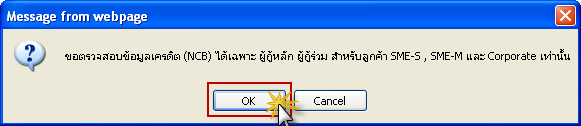 Message from webpage
ขอตรวจสอบข้อมูลเครดิต (NCB) ได้เฉพาะ ผู้กู้หลัก ผู้กู้ร่วม สำหรับลูกค้า SME-S , SME-M และ Corporate เท่านั้น
OK Cancel